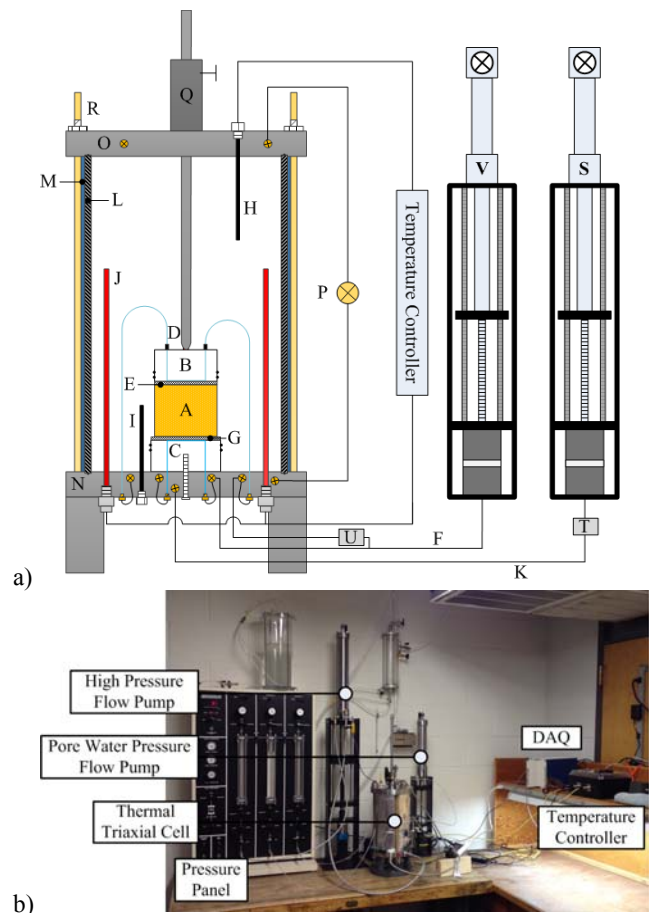 Q
R
O
M
L
H
V
S
Temperature Controller
P
J
D
B
E
A
I
G
C
N
U
F
T
K
a)
High Pressure
Flow Pump
Pore Water Pressure
Flow Pump
Thermal
Triaxial Cell
Pressure
Panel
DAQ
Temperature
Controller
b)